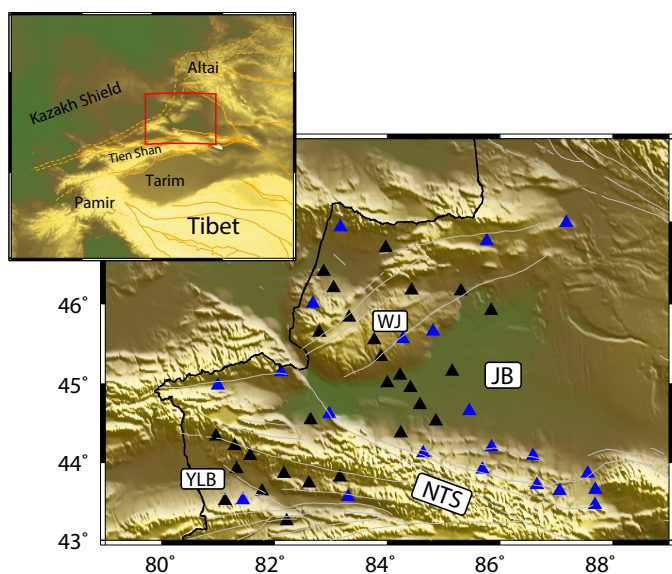 Altai
Kazakh Shield
Tien Shan
Tarim
Pamir
Tibet
46°
WJ
45°
JB
44°
YLB
NTS
43°
80° 82° 84° 86° 88°